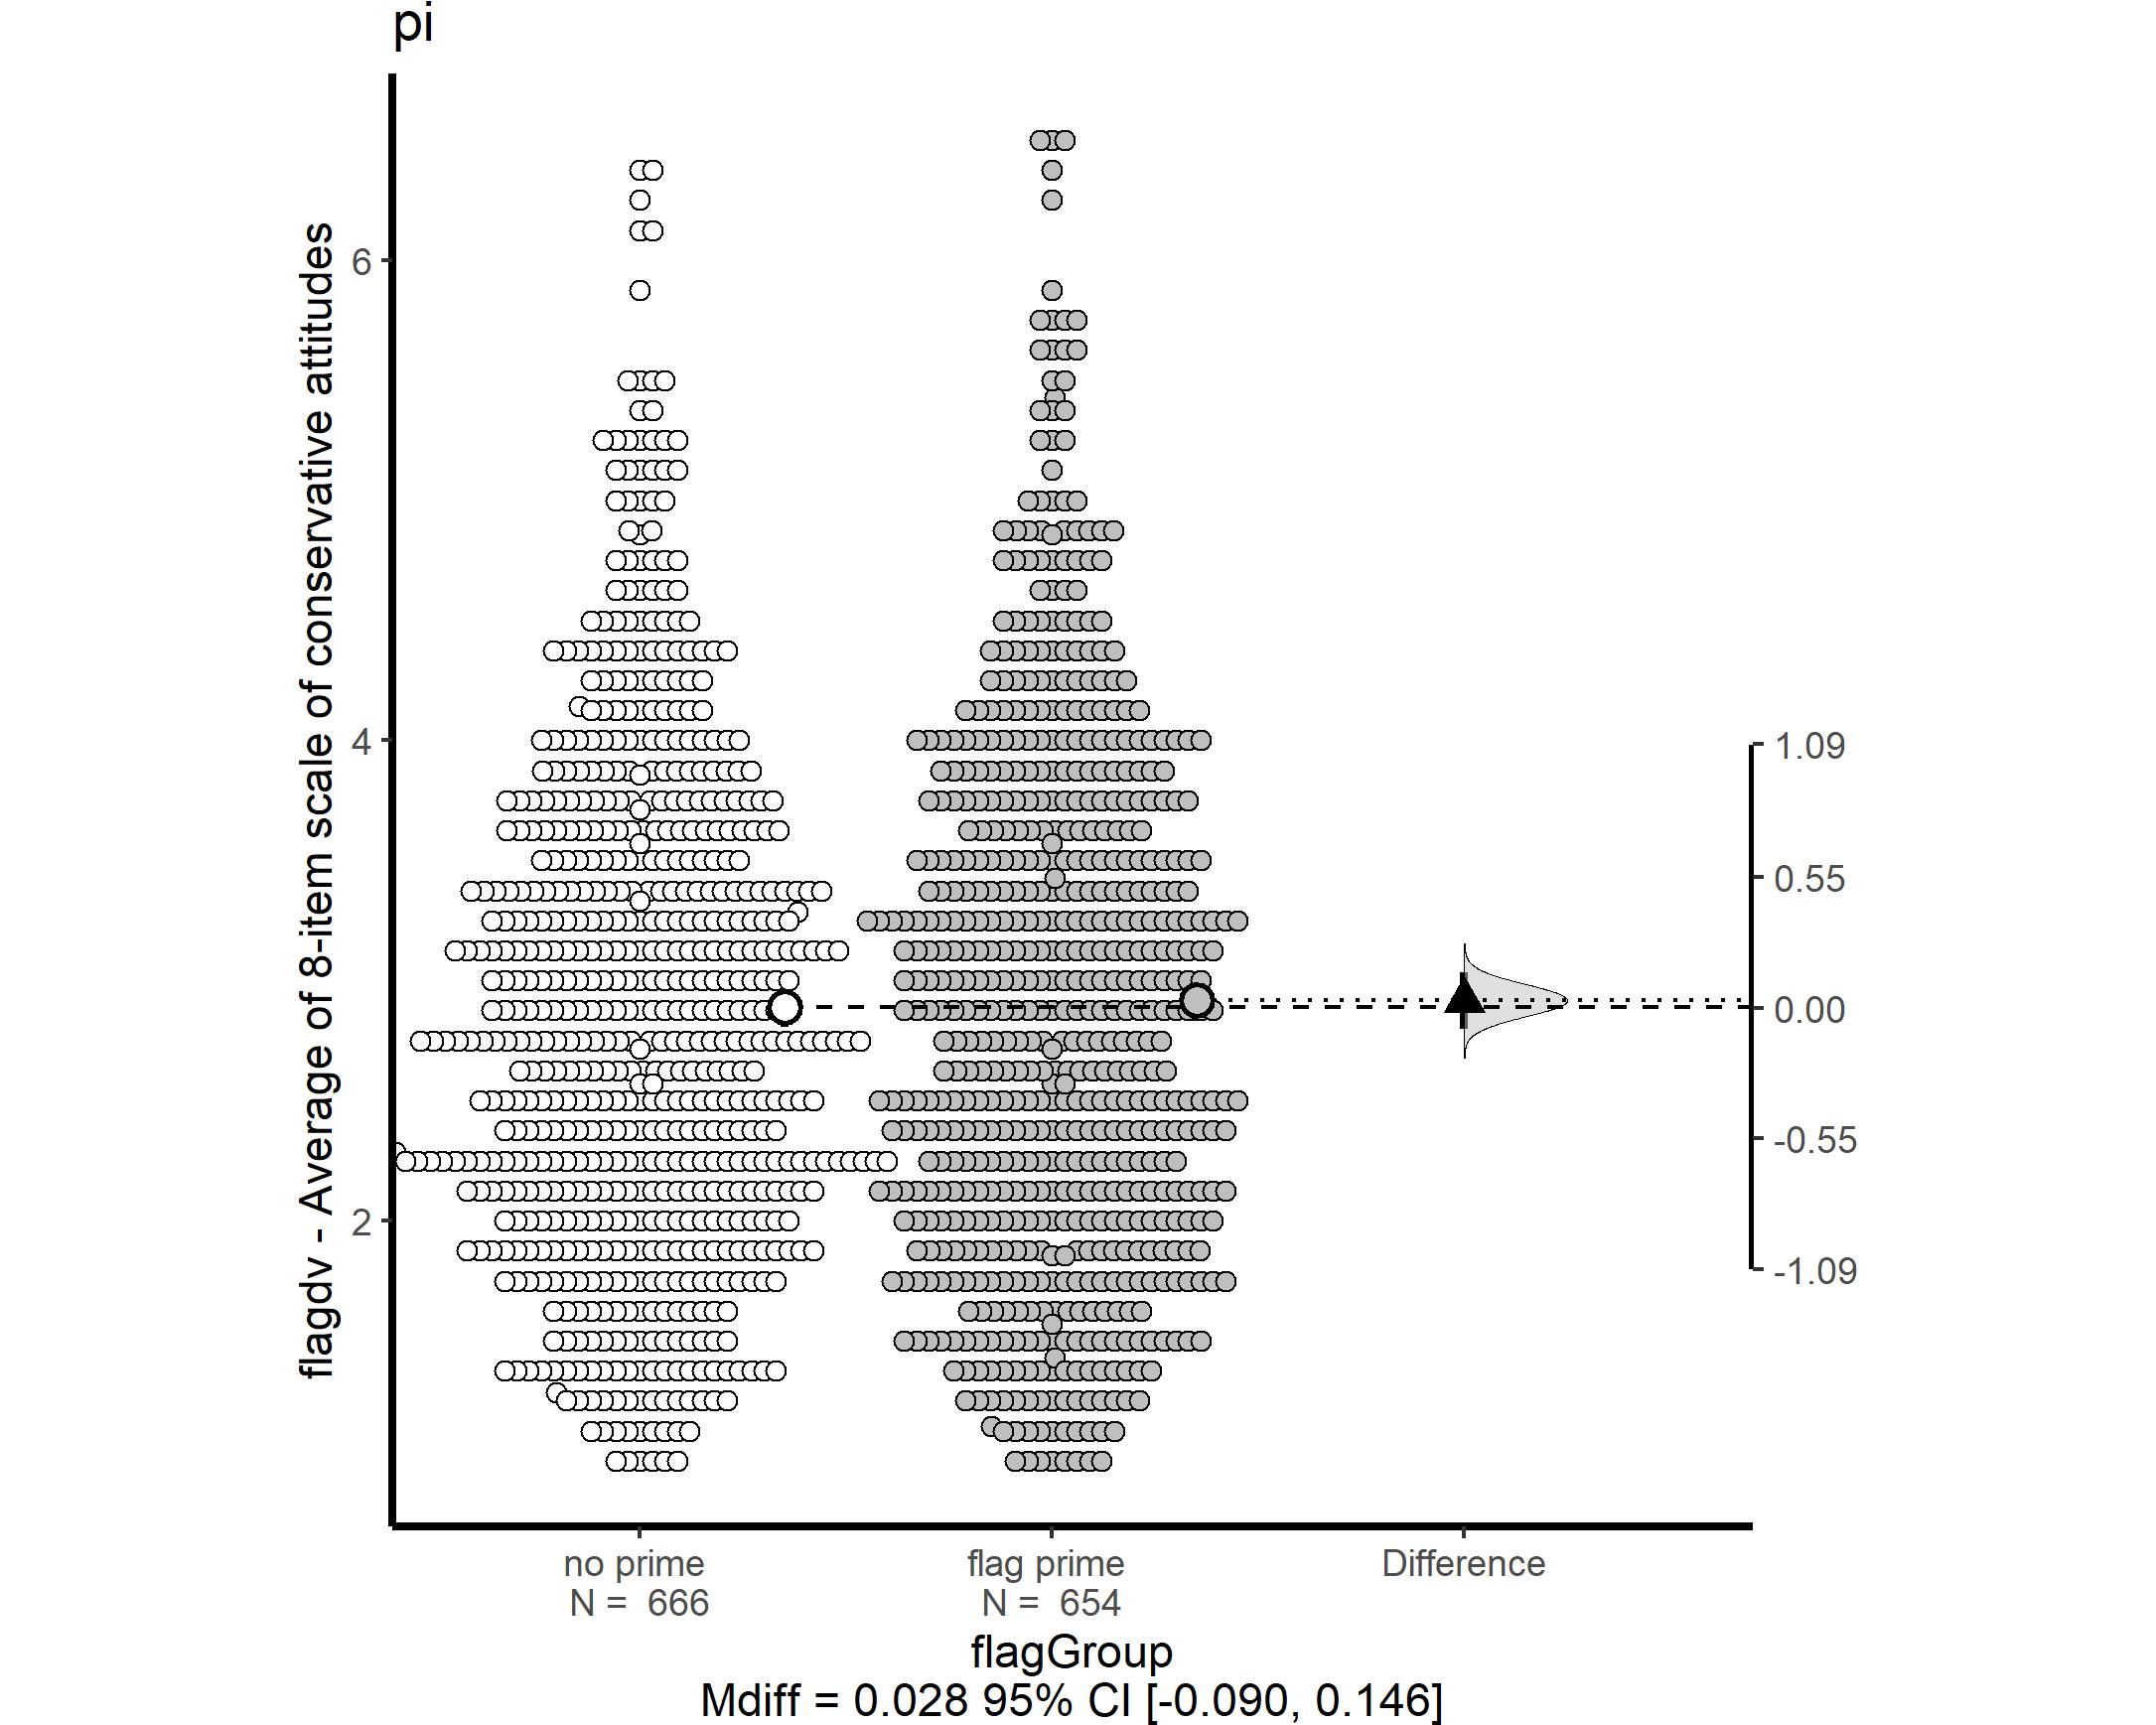 pi
flagdv - Average of 8-item scale of conservative attitudes
6
4
2
1.09
0.55
0.00
-0.55
-1.09
no prime
N =  666
flag prime
N =  654
Difference
flagGroup
Mdiff = 0.028 95% CI [-0.090, 0.146]